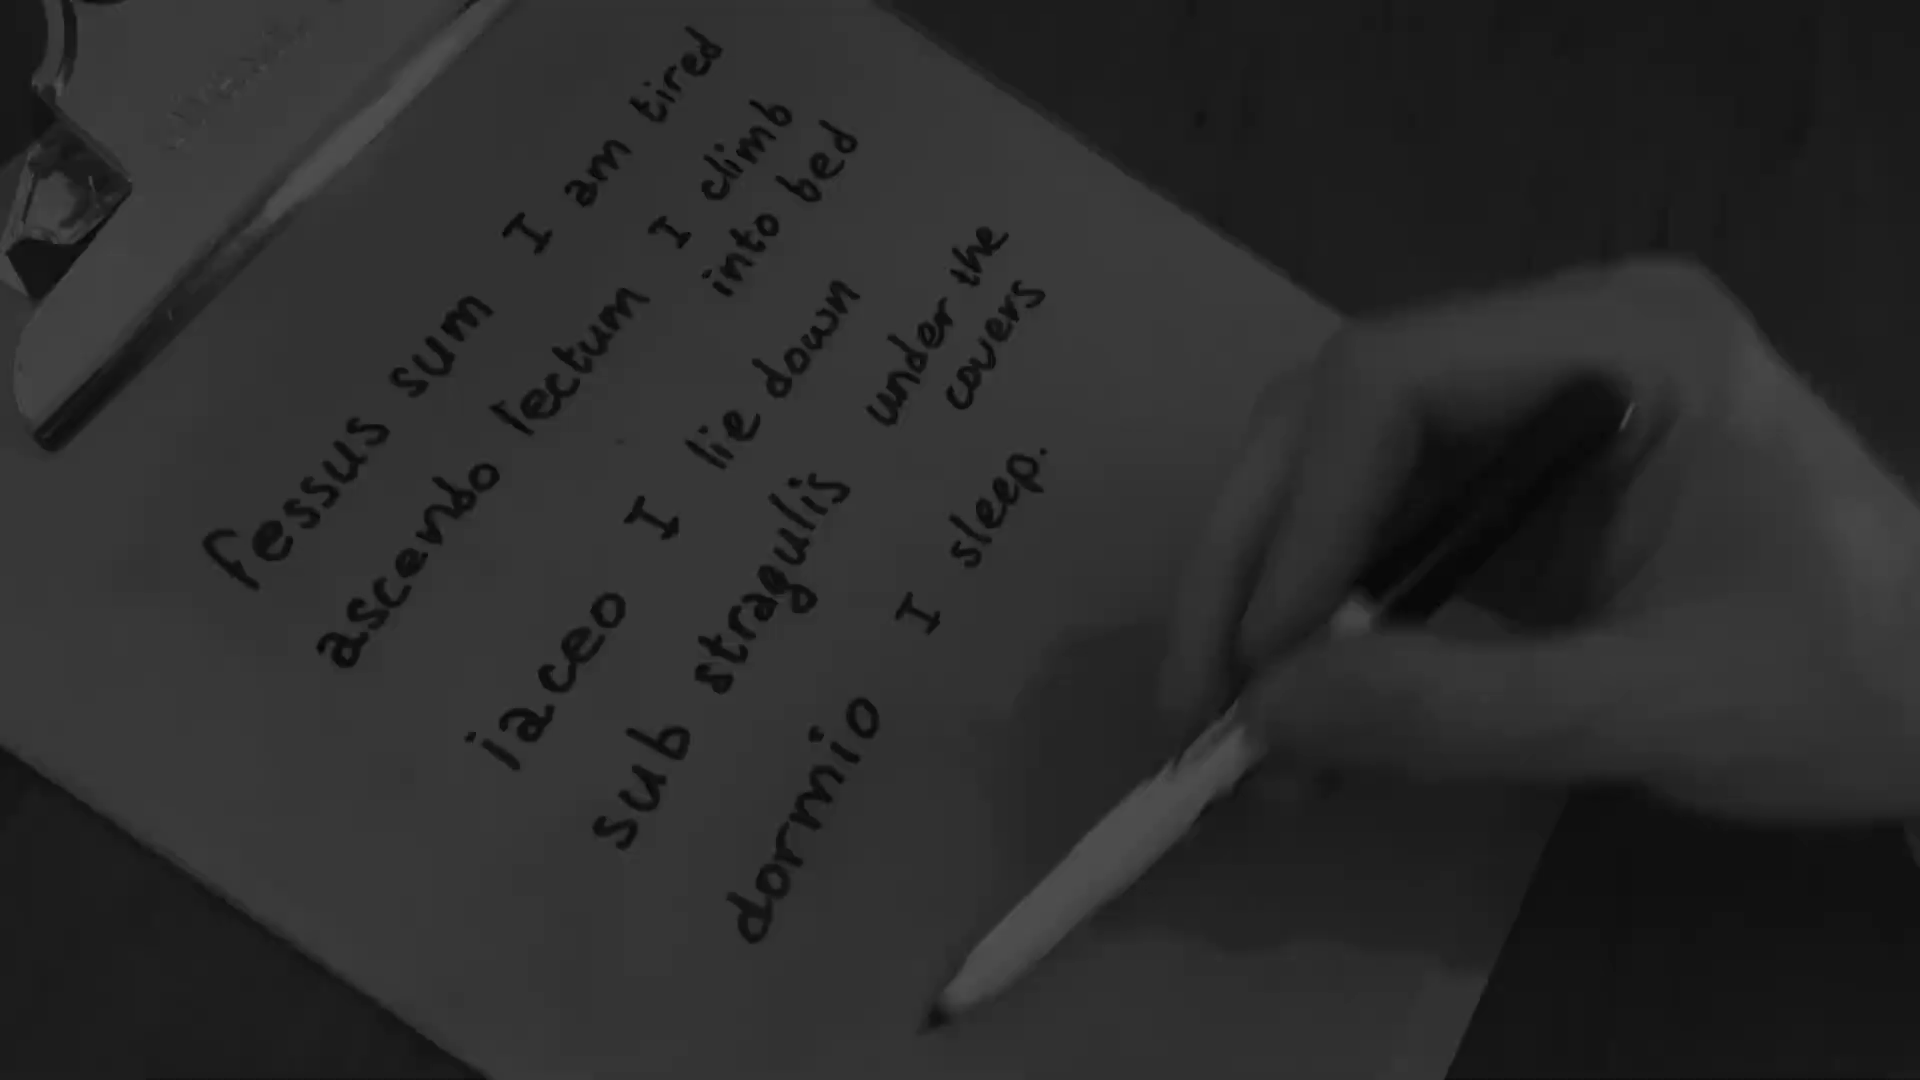 fessus sum I am tired
ascendo lectum I climb
into bed
iaceo I lie down
sub stragulis under the
covers
dormio I sleep.